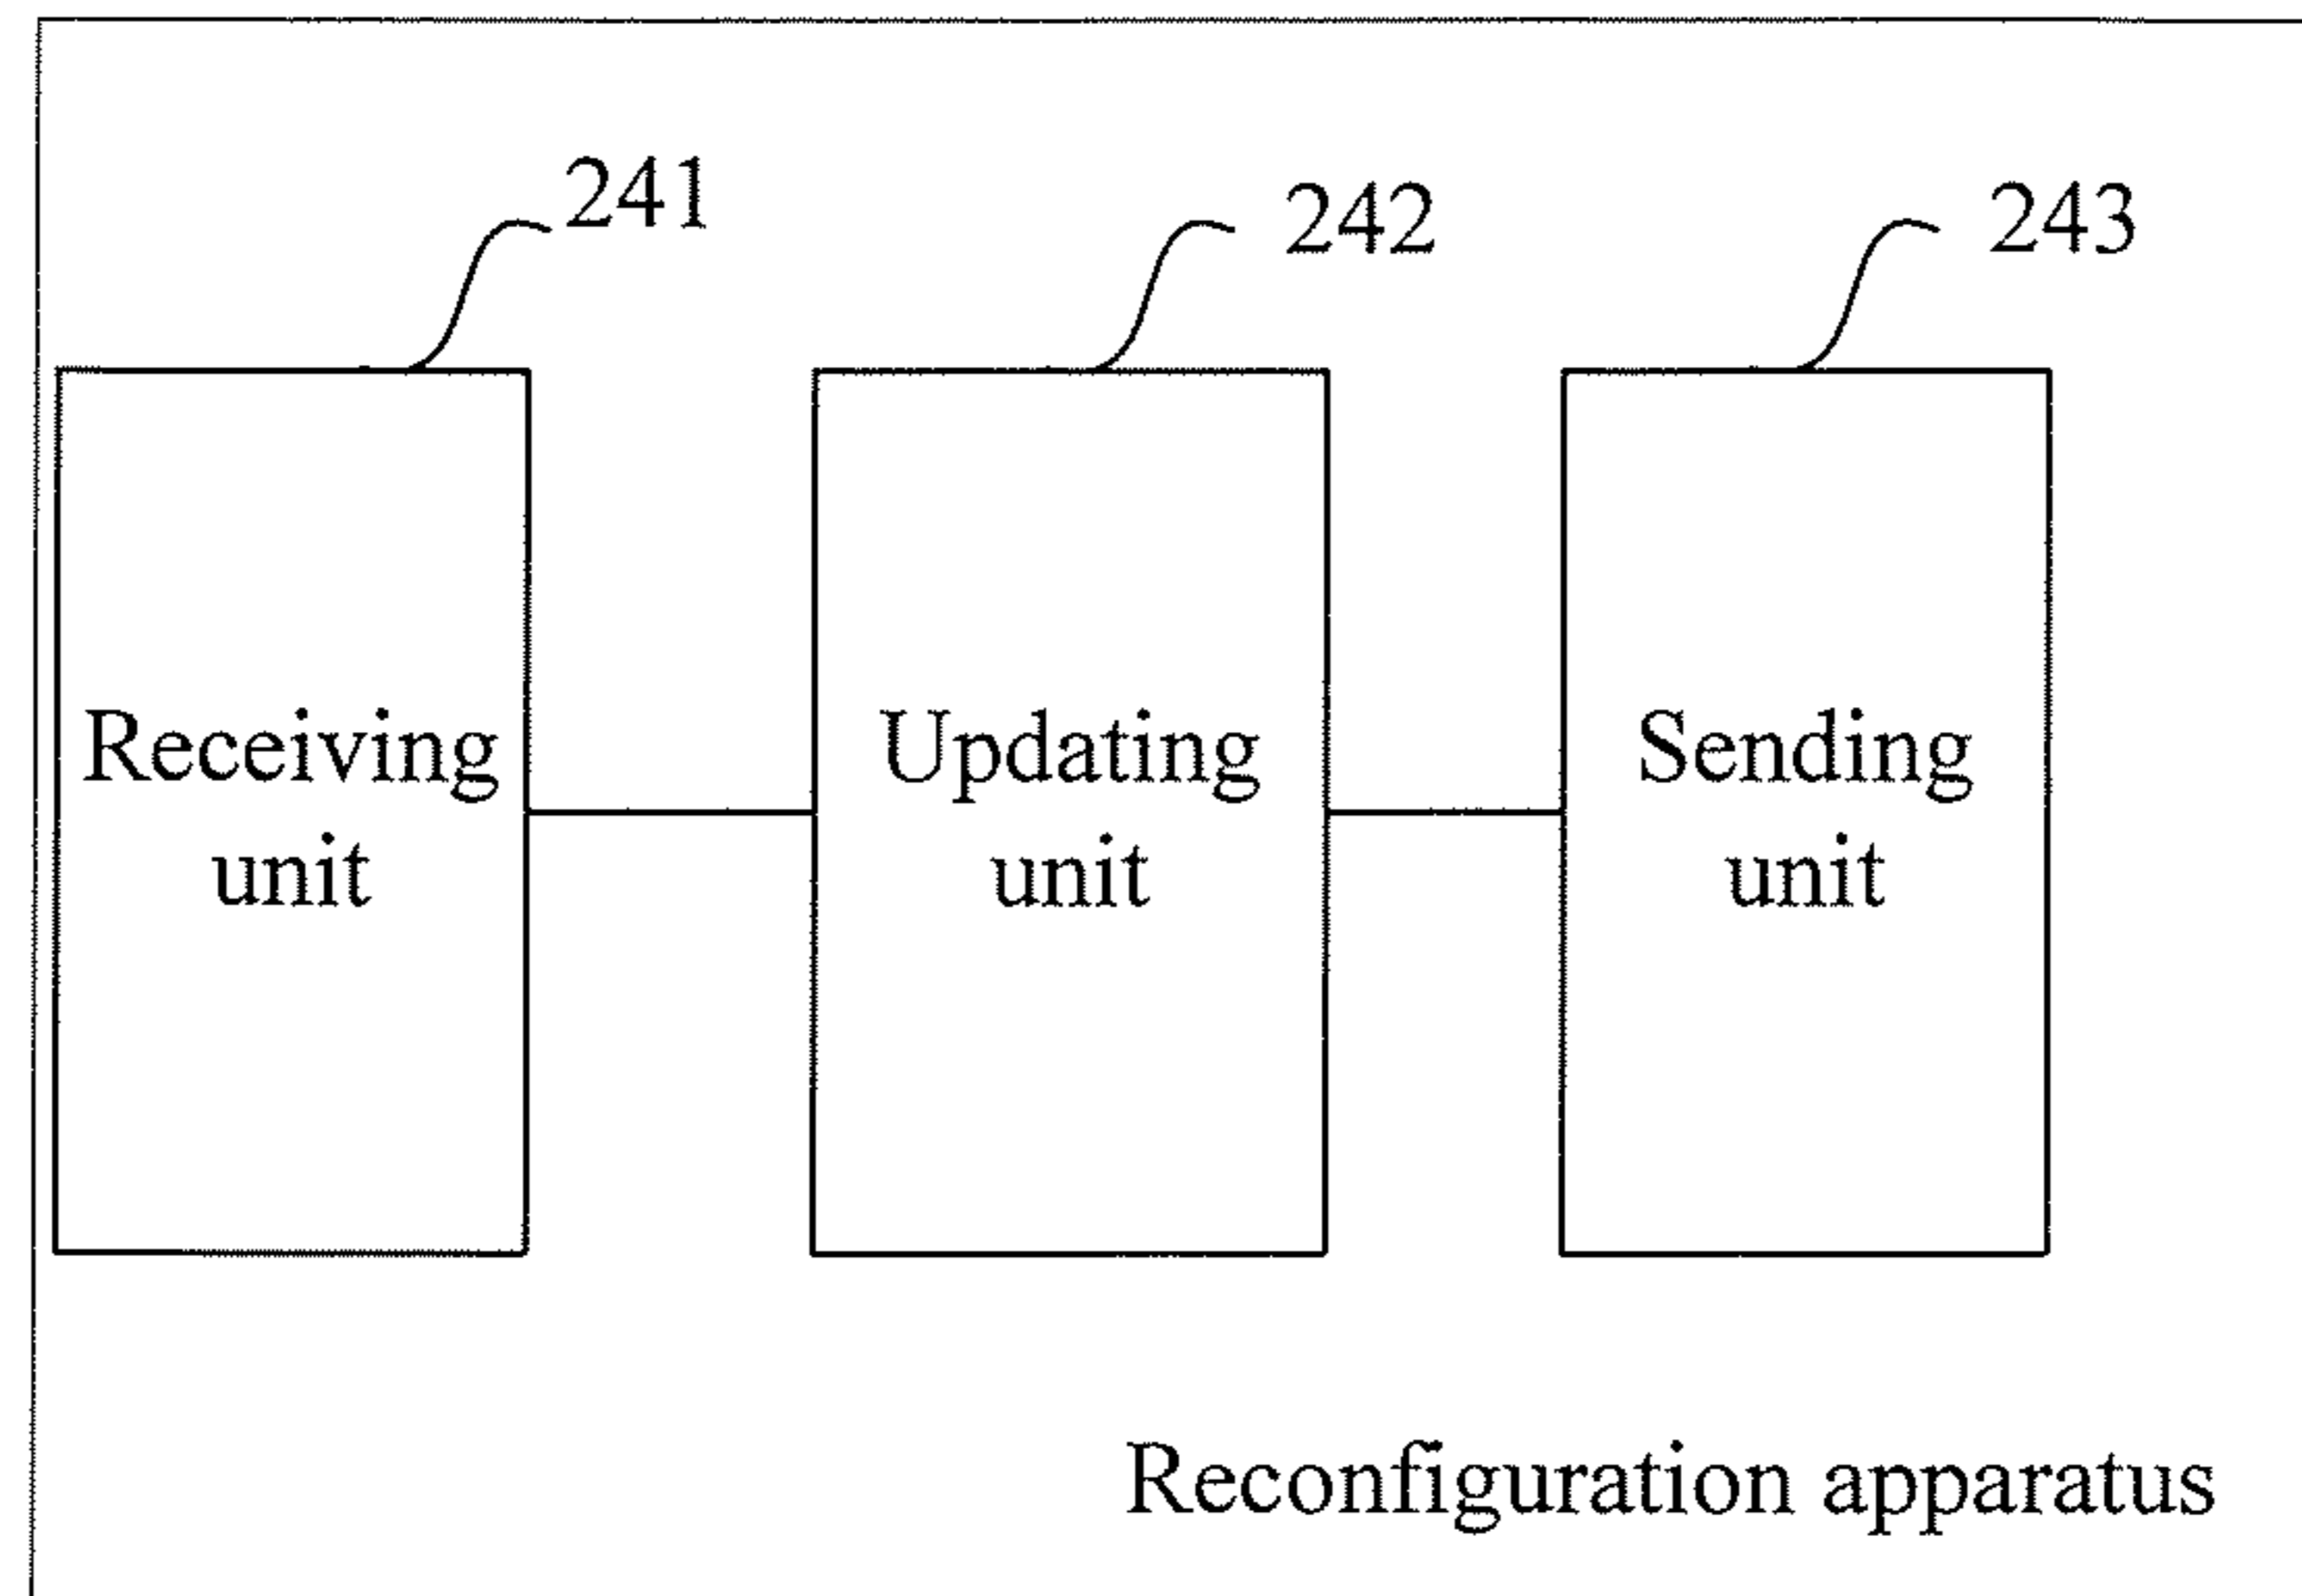 241
242
243
Receiving
unit
Updating
unit
Sending
unit
Reconfiguration apparatus